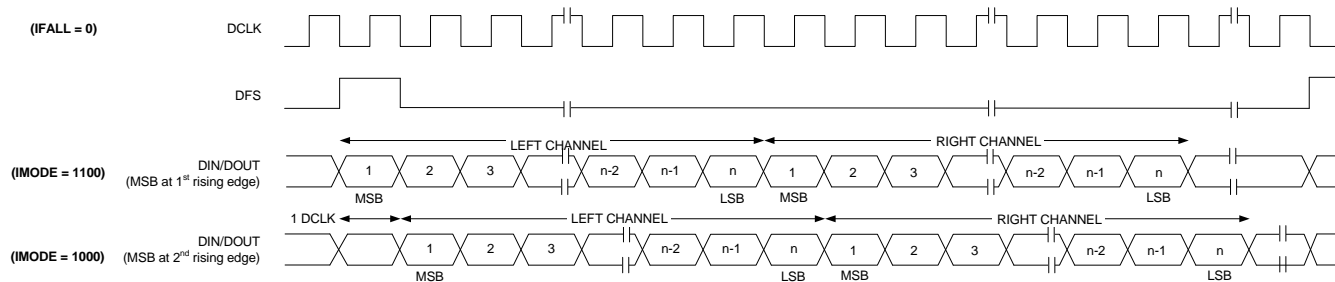 (IFALL = 0) DCLK
DFS
LEFT CHANNEL RIGHT CHANNEL
(IMODE = 1100) DIN/DOUT 1 2 3 n-2 n-1 n 1 2 3 n-2 n-1 n
(MSB at 1st rising edge)
MSB LSB MSB LSB
1 DCLK LEFT CHANNEL RIGHT CHANNEL
DIN/DOUT 1 2 3 n-2 n-1 n 1 2 3 n-2 n-1 n
(IMODE = 1000) (MSB at 2nd rising edge)
MSB LSB MSB LSB